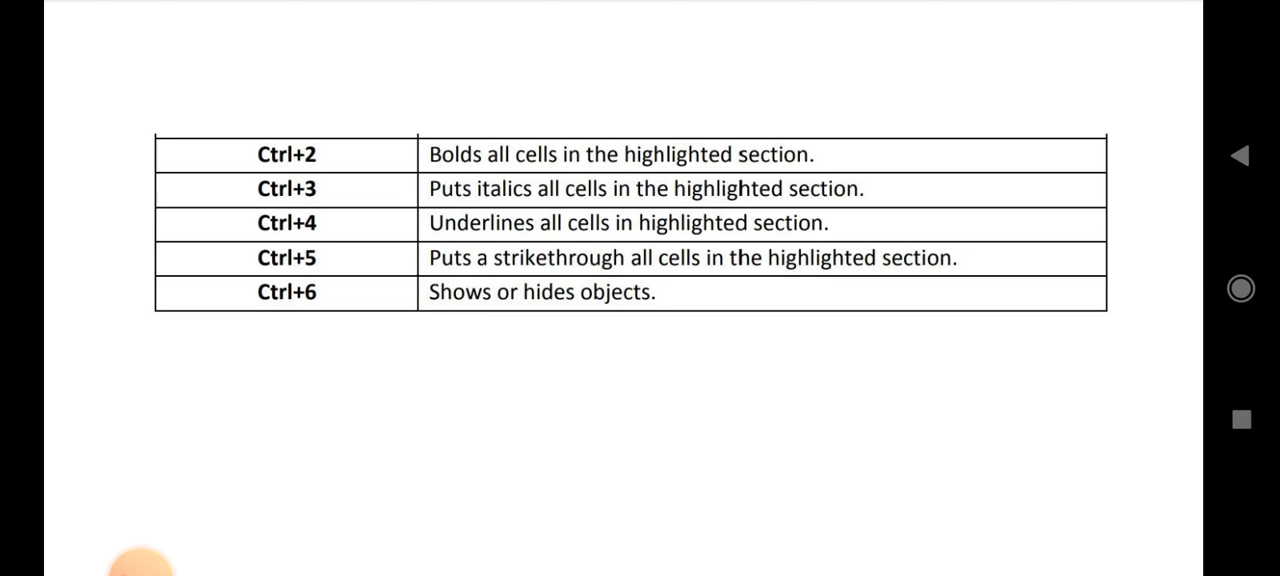 Ctrl+2 Bolds all cells in the highlighted section.
Ctrl+3 Puts italics all cells in the highlighted section.
Ctrl+4 Underlines all cells in highlighted section.
Ctrl+5 Puts a strikethrough all cells in the highlighted section.
Ctrl+6 Shows or hides objects.